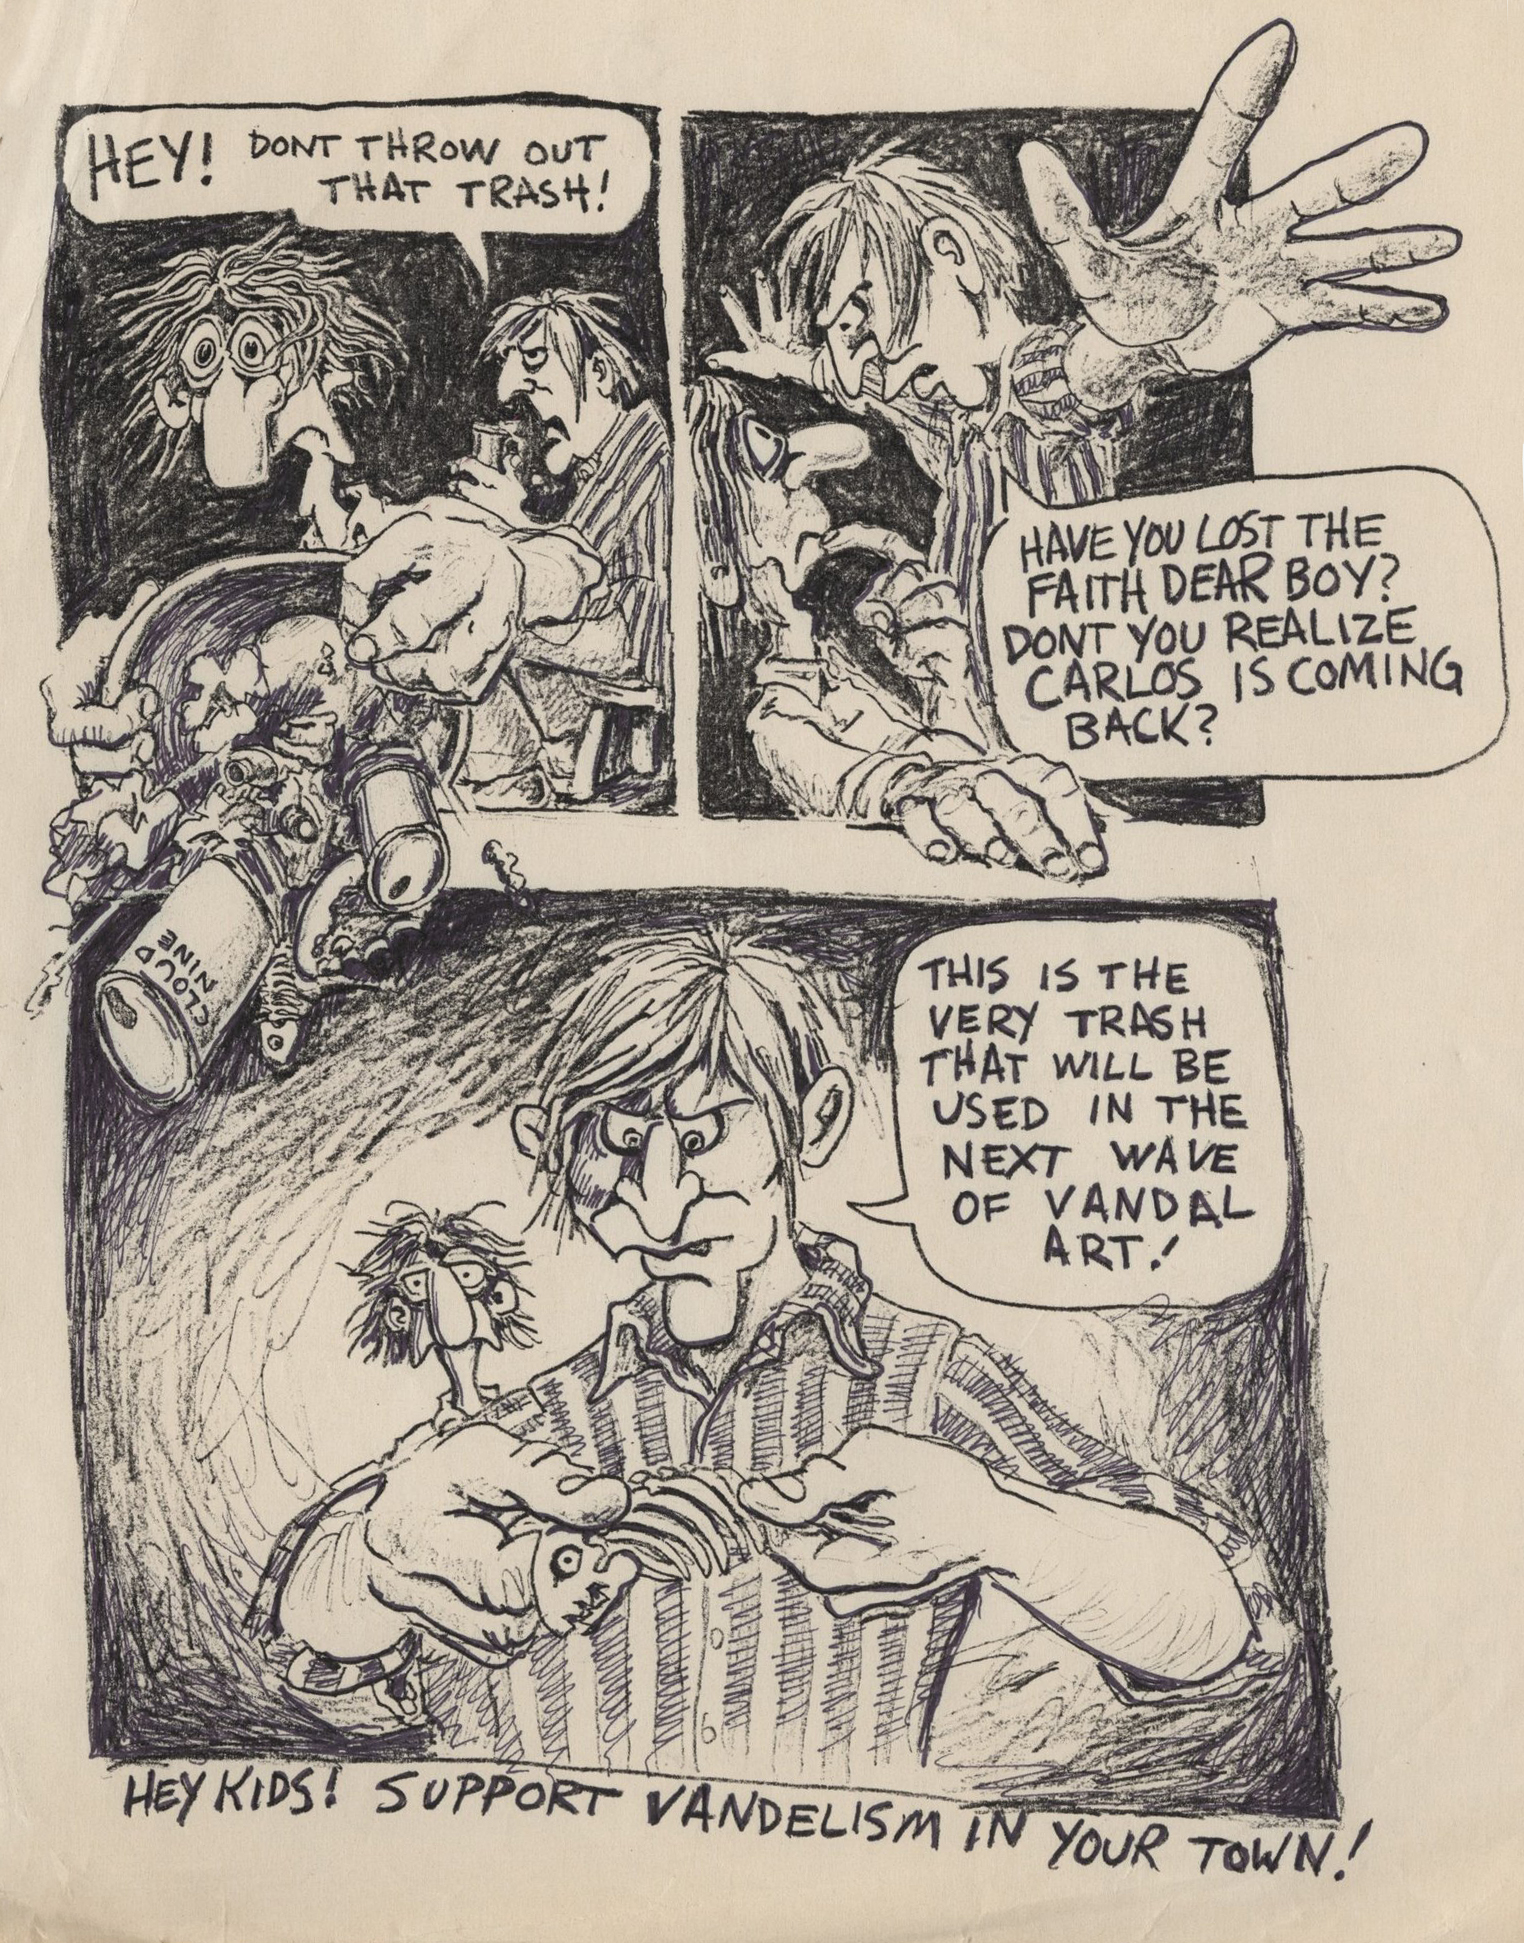 HEY! DONT THROW OUT
THAT TRASH!
HAVE YOU LOST THE
FAITH DEAR BOY?
DONT YOU REALIZE
CARLOS IS COMING
BACK?
CLOUD
NINE
THIS IS THE
VERY TRASH
THAT WILL BE
USED IN THE
NEXT WAVE
OF VANDAL
ART!
HEY KIDS! SUPPORT VANDELISM IN YOUR TOWN!